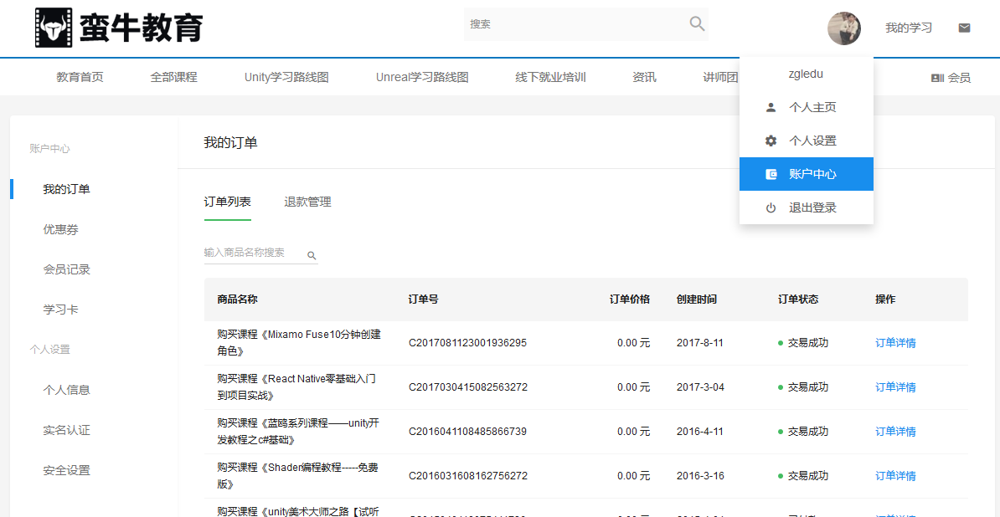 蛮牛教育
搜索
我的学习
教育首页
全部课程
Unity学习路线图
Unreal学习路线图
线下就业培训
资讯
讲师团
会员
zgledu
个人主页
个人设置
账户中心
退出登录
账户中心
我的订单
优惠券
会员记录
学习卡
个人设置
个人信息
实名认证
安全设置
我的订单
订单列表
退款管理
输入商品名称搜索
商品名称 订单号 订单价格 创建时间 订单状态 操作
购买课程《Mixamo Fuse10分钟创建
角色》
C2017081123001936295 0.00 元 2017-8-11 交易成功 订单详情
购买课程《React Native零基础入门
到项目实战》
C2017030415082563272 0.00 元 2017-3-04 交易成功 订单详情
购买课程《蓝鸥系列课程——unity开
发教程之c#基础》
C2016041108485866739 0.00 元 2016-4-11 交易成功 订单详情
购买课程《Shader编程教程-----免费
版》
C2016031608162756272 0.00 元 2016-3-16 交易成功 订单详情
购买课程《unity美术大师之路【试听